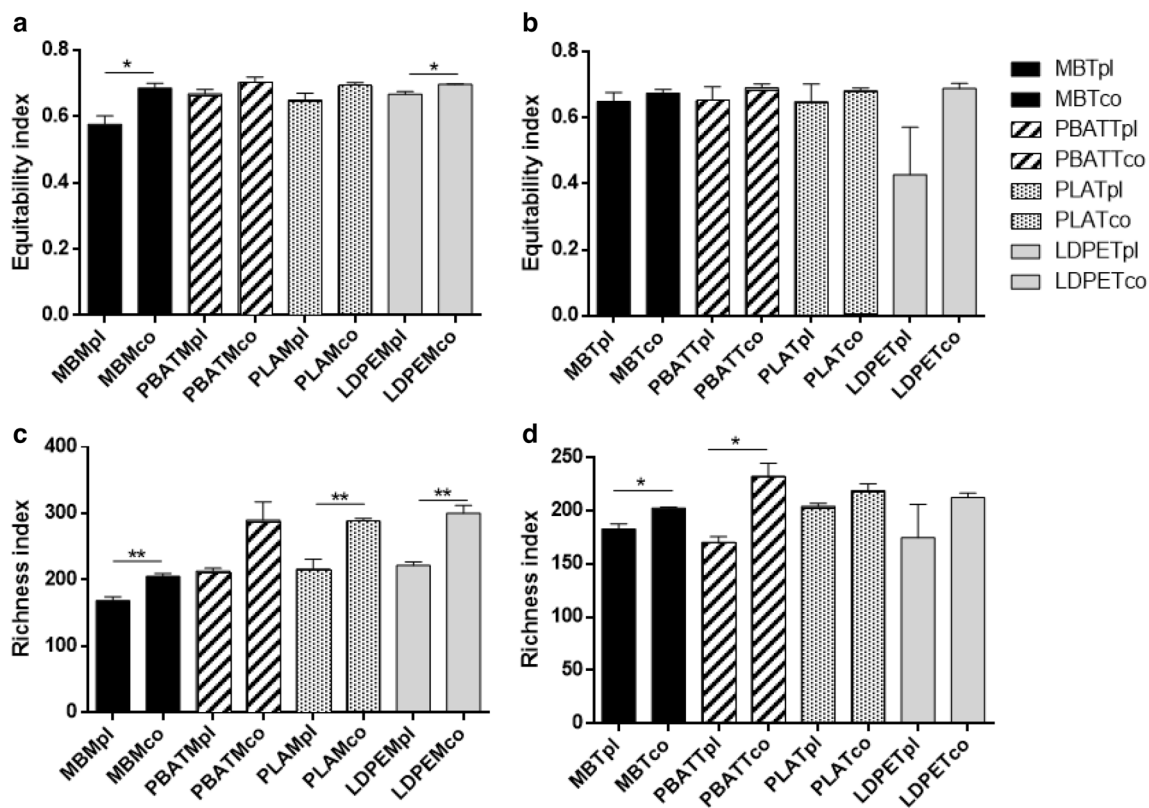 a
Equitability index
0.8
0.6
0.4
0.2
0.0
*
*
MBMpl
MBMco
PBATMpl
PBATMco
PLAMpl
PLAMco
LDPEMpl
LDPEMco
b
Equitability index
0.8
0.6
0.4
0.2
0.0
MBTpl
MBTco
PBATTpl
PBATTco
PLATpl
PLATco
LDPETpl
LDPETco
MBTpl
MBTco
PBATTpl
PBATTco
PLATpl
PLATco
LDPETpl
LDPETco
c
Richness index
400
300
200
100
0
**
**
**
MBMpl
MBMco
PBATMpl
PBATMco
PLAMpl
PLAMco
LDPEMpl
LDPEMco
d
Richness index
250
200
150
100
50
0
*
*
MBTpl
MBTco
PBATTpl
PBATTco
PLATpl
PLATco
LDPETpl
LDPETco